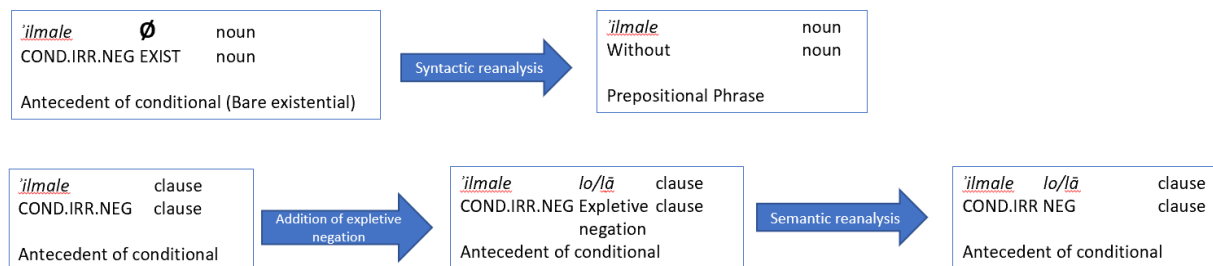 ʾilmale Ø noun
COND.IRR.NEG EXIST noun
Antecedent of conditional (Bare existential)
Syntactic reanalysis
ʾilmale noun
Without noun
Prepositional Phrase
ʾilmale clause
COND.IRR.NEG clause
Antecedent of conditional
Addition of expletive
negation
ʾilmale lo/lā clause
COND.IRR.NEG Expletive clause
negation
Antecedent of conditional
Semantic reanalysis
ʾilmale lo/lā clause
COND.IRR NEG clause
Antecedent of conditional